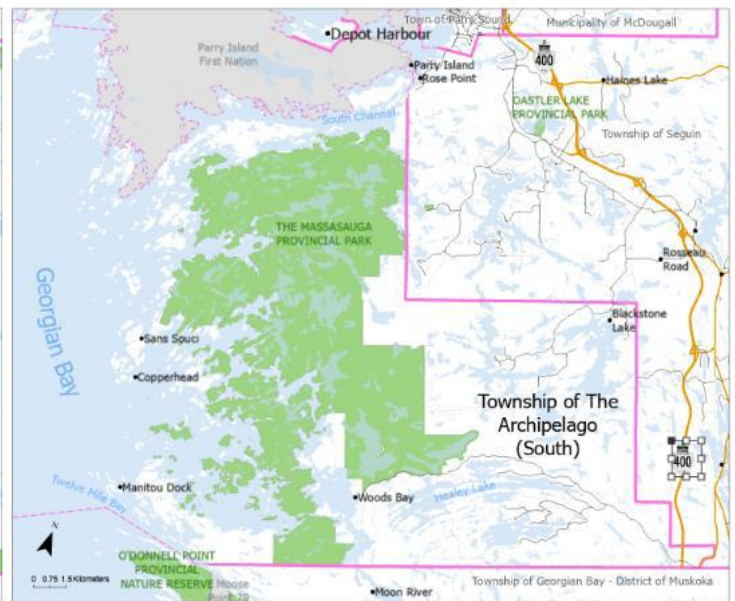 Town of Parry Sound
Municipality of McDougall
Depot Harbour
Parry Island
First Nation
400
Parry Island
Rose Point
Haines Lake
OASTLER LAKE
PROVINCIAL PARK
South Channel
Township of Seguin
THE MASSASAUGA
PROVINCIAL PARK
Rosseau
Road
Georgian Bay
Blackstone
Lake
Sans Souci
Copperhead
Township of The
Archipelago
(South)
400
Manitou Dock
Twelve Mile Bay
Woods Bay
Healey Lake
N
O'DONNELL POINT
PROVINCIAL
NATURE RESERVE
Moose
Point 79
0 0.75 1.5 Kilometers
Township of Georgian Bay - District of Muskoka
Moon River